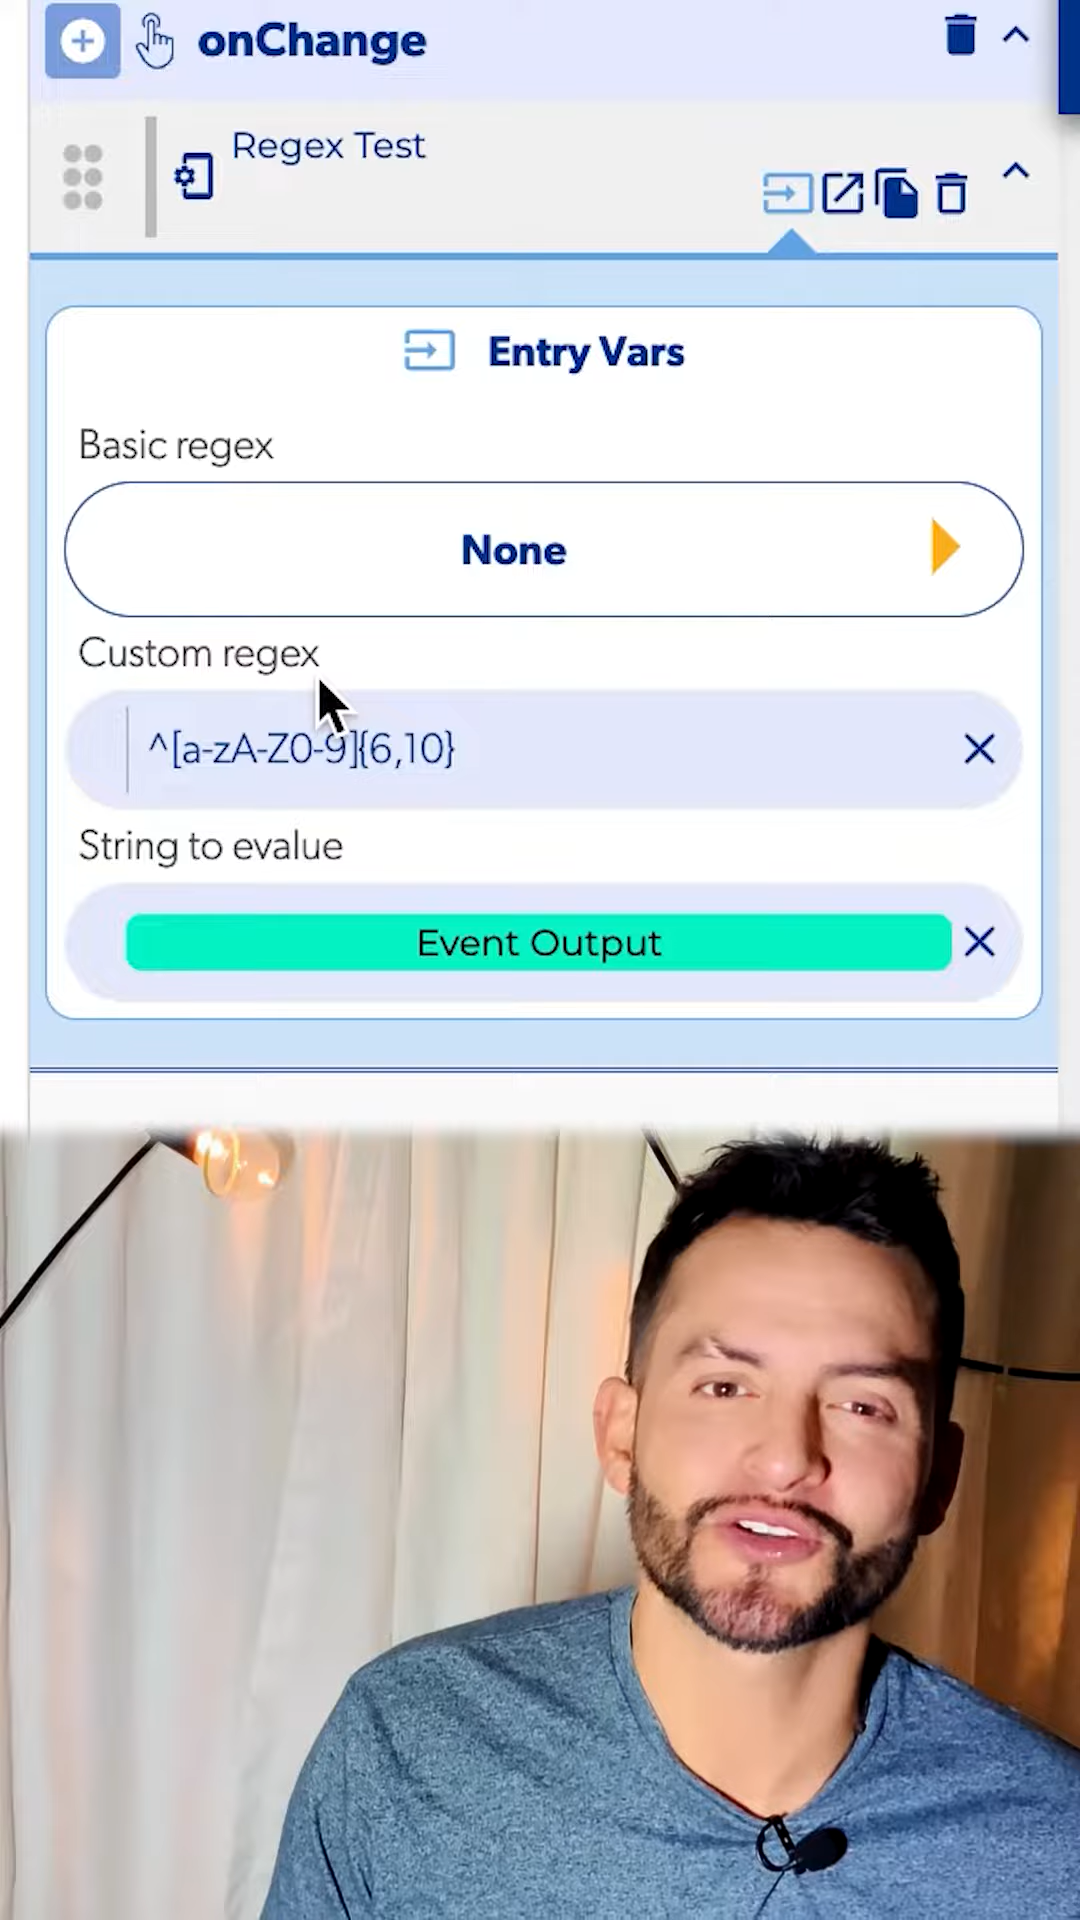 onChange
Regex Test
Entry Vars
Basic regex
None
Custom regex
^[a-zA-Z0-9]{6,10}
String to evalue
Event Output